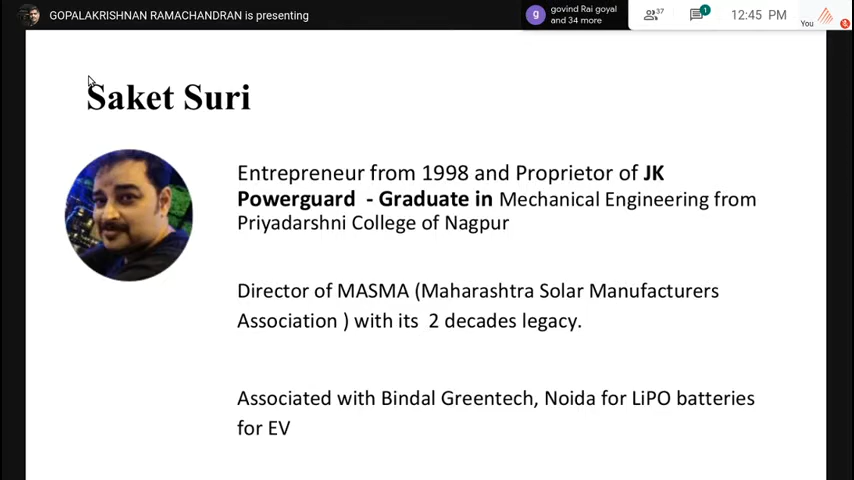 GOPALAKRISHNAN RAMACHANDRAN is presenting
g
govind Rai goyal
and 34 more
37
1
12:45 PM
You
Saket Suri
Entrepreneur from 1998 and Proprietor of JK
Powerguard - Graduate in Mechanical Engineering from
Priyadarshni College of Nagpur
Director of MASMA (Maharashtra Solar Manufacturers
Association ) with its 2 decades legacy.
Associated with Bindal Greentech, Noida for LiPO batteries
for EV